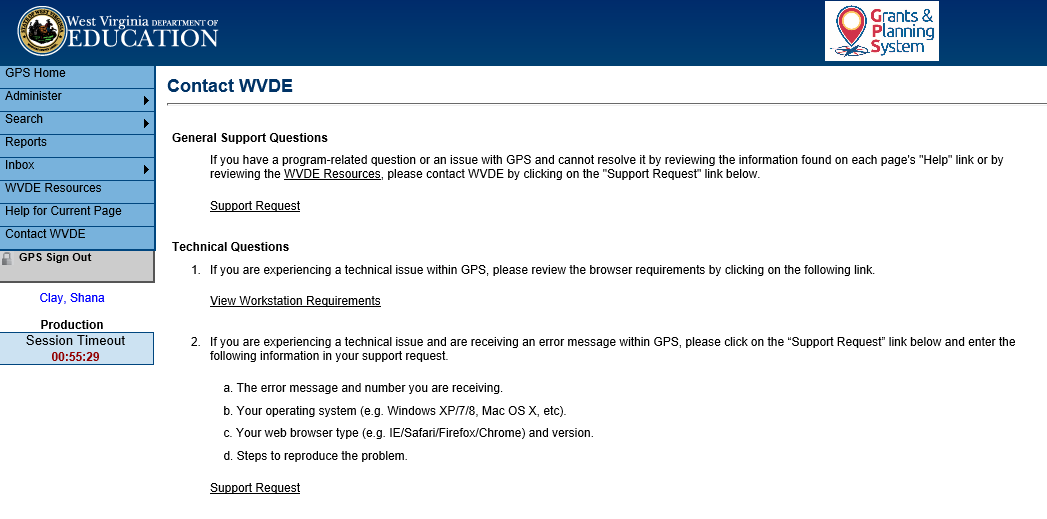 West Virginia DEPARTMENT OF
EDUCATION
Grants &
Planning
System
GPS Home
Administer
Search
Reports
Inbox
WVDE Resources
Help for Current Page
Contact WVDE
GPS Sign Out
Clay, Shana
Production
Session Timeout
00:55:29
Contact WVDE
General Support Questions
If you have a program-related question or an issue with GPS and cannot resolve it by reviewing the information found on each page's "Help" link or by
reviewing the WVDE Resources, please contact WVDE by clicking on the "Support Request" link below.
Support Request
Technical Questions
1. If you are experiencing a technical issue within GPS, please review the browser requirements by clicking on the following link.
View Workstation Requirements
2. If you are experiencing a technical issue and are receiving an error message within GPS, please click on the “Support Request” link below and enter the
following information in your support request.
a. The error message and number you are receiving.
b. Your operating system (e.g. Windows XP/7/8, Mac OS X, etc).
c. Your web browser type (e.g. IE/Safari/Firefox/Chrome) and version.
d. Steps to reproduce the problem.
Support Request